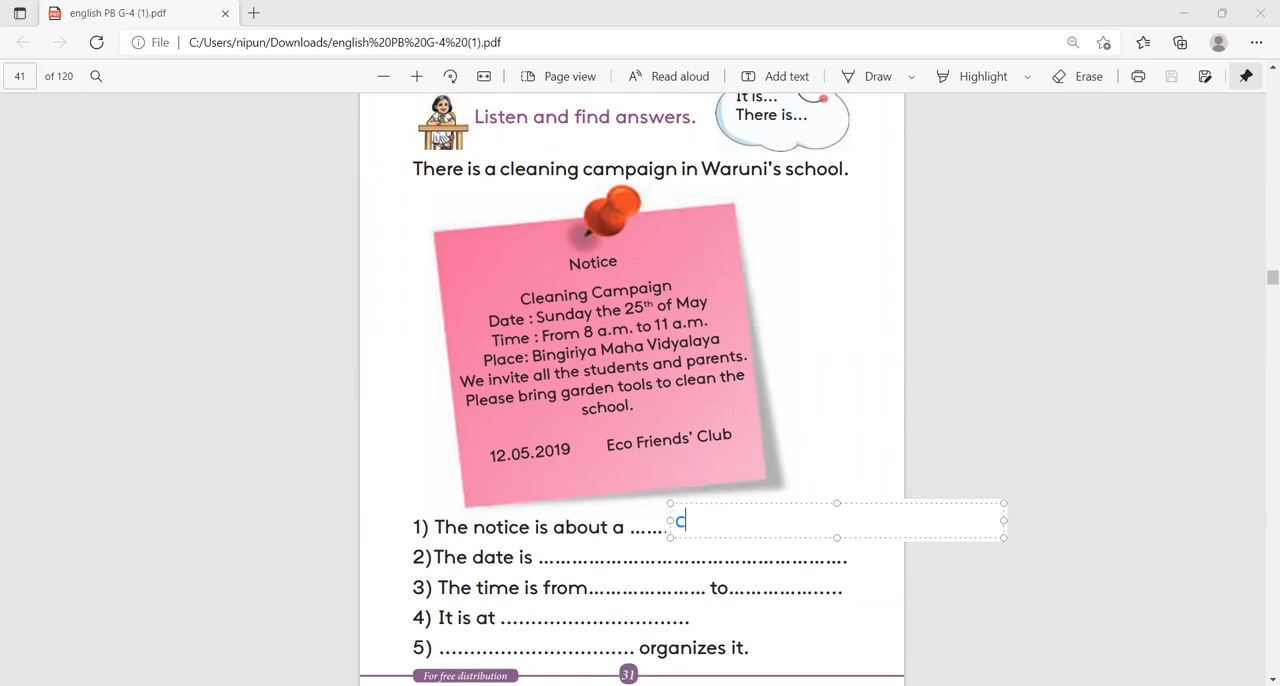 english PB G-4 (1).pdf
File
C:/Users/nipun/Downloads/english%20PB%20G-4%20(1).pdf
41 of 120
Page view
Read aloud
Add text
Draw
Highlight
Erase
It is...
There is...
Listen and find answers.
There is a cleaning campaign in Waruni's school.
Notice
Cleaning Campaign
Date : Sunday the 25th of May
Time : From 8 a.m. to 11 a.m.
Place: Bingiriya Maha Vidyalaya
We invite all the students and parents.
Please bring garden tools to clean the
school.
12.05.2019 Eco Friends' Club
1) The notice is about a ...... c
2)The date is ......................................................
3) The time is from..................... to....................
4) It is at .................................
5) .................................. organizes it.
For free distribution
31